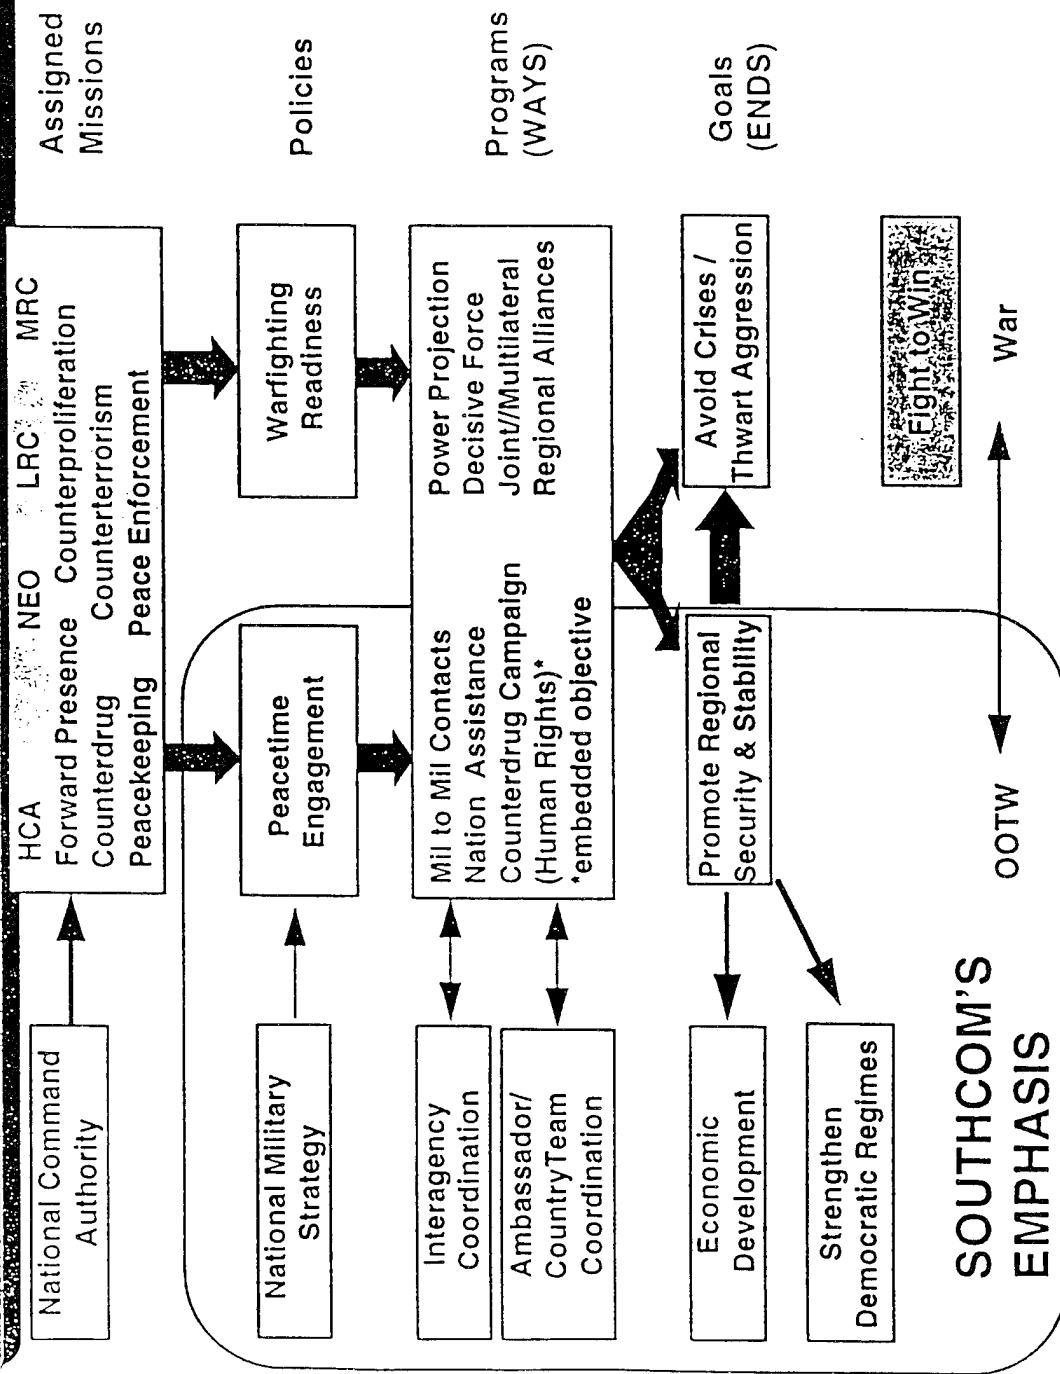 National Command
Authority
HCA NEO LRC MRC
Forward Presence Counterproliferation
Counterdrug Counterterrorism
Peacekeeping Peace Enforcement
Assigned
Missions
National Military
Strategy
Peacetime
Engagement
Warfighting
Readiness
Policies
Interagency
Coordination
Ambassador/
CountryTeam
Coordination
Mil to Mil Contacts
Nation Assistance
Counterdrug Campaign
(Human Rights)*
*embedded objective
Power Projection
Decisive Force
Joint/Multilateral
Regional Alliances
Programs
(WAYS)
Economic
Development
Promote Regional
Security & Stability
Avoid Crises /
Thwart Aggression
Goals
(ENDS)
Strengthen
Democratic Regimes
Fight to Win
SOUTHCOM'S
EMPHASIS
OOTW
War